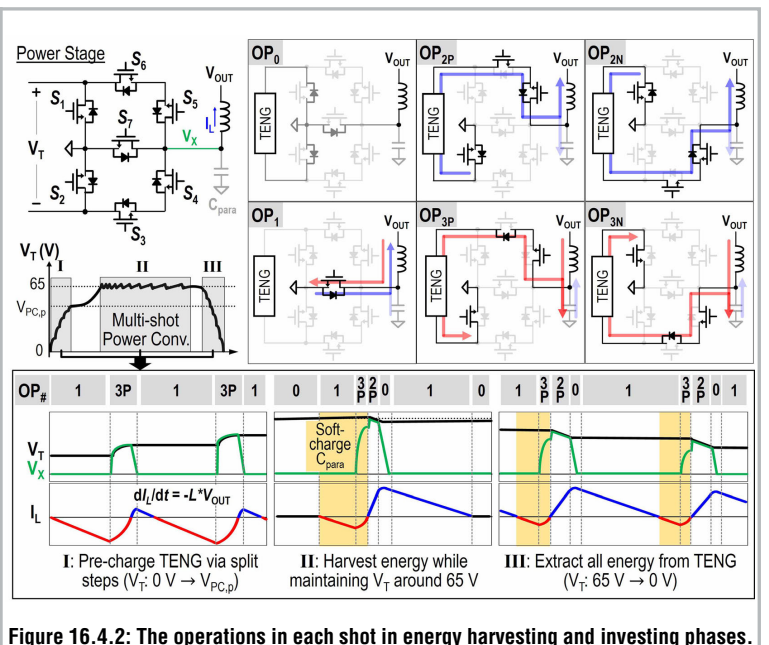 Power Stage
S6
VOUT
+
S1
S5
IL
S7
VX
VT
S2
S4
–
S3
Cpara
OP0
TENG
OP2P
VOUT
TENG
OP2N
VOUT
TENG
OP1
VOUT
TENG
OP3P
VOUT
TENG
OP3N
VOUT
TENG
VT (V)
I
II
III
65
VPC,p
0
Multi-shot
Power Conv.
OP#
1
3P
1
3P
1
0
1
3P
2P
0
1
0
1
3P
2P
0
1
3P
2P
0
1
VT
VX
Soft-
charge
Cpara
IL
dIL/dt = -L*VOUT
I: Pre-charge TENG via split
steps (VT: 0 V → VPC,p)
II: Harvest energy while
maintaining VT around 65 V
III: Extract all energy from TENG
(VT: 65 V → 0 V)
Figure 16.4.2: The operations in each shot in energy harvesting and investing phases.